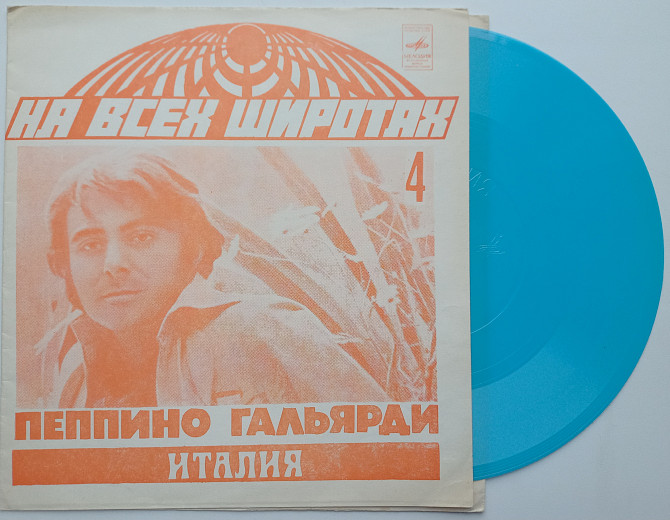 НА ВСЕХ ШИРОТАХ
4
ПЕППИНО ГАЛЬЯРДИ
ИТАЛИЯ